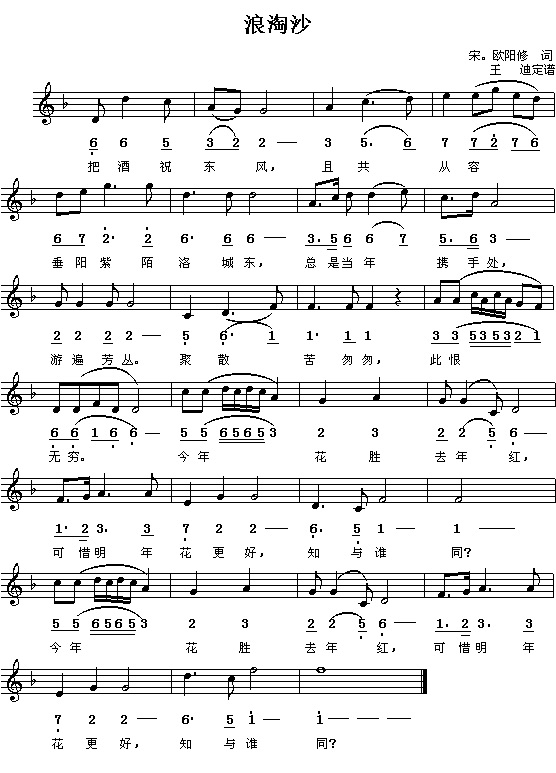 浪淘沙
宋。欧阳修 词
王 迪定谱
6 6 5 3 2 2 — 3 5· 6 7 7 2 7 6
把 酒 祝 东 风， 且 共 从 容
6 7 2· 2 6· 6 6 — 3. 5 6 6 7 5. 6 3 —
垂 阳 紫 陌 洛 城 东， 总 是 当 年 携 手 处，
2 2 2 2 — 5 6· 1 1· 1 1 3 3 5 3 5 3 2 1
游 遍 芳 丛。 聚 散 苦 匆 匆， 此 恨
6 6 1 6 6 — 5 5 6 5 6 5 3 2 3 2 2 5 6 —
无 穷。 今 年 花 胜 去 年 红，
1· 2 3· 3 7 2 2 — 6· 5 1 — 1 —
可 惜 明 年 花 更 好， 知 与 谁 同？
5 5 6 5 6 5 3 2 3 2 2 5 6 — 1. 2 3. 3
今 年 花 胜 去 年 红， 可 惜 明 年
7 2 2 — 6· 5 1 — 1 — — —
花 更 好， 知 与 谁 同？